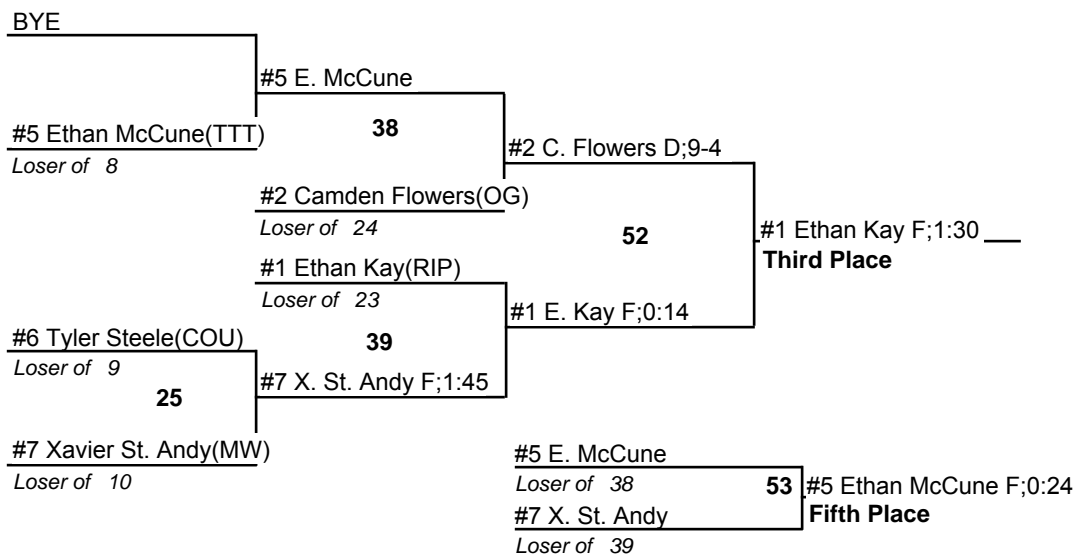 BYE
#5 E. McCune
#5 Ethan McCune(TTT)
Loser of 8
38
#2 C. Flowers D;9-4
#2 Camden Flowers(OG)
Loser of 24
52
#1 Ethan Kay F;1:30
Third Place
#1 Ethan Kay(RIP)
Loser of 23
#1 E. Kay F;0:14
#6 Tyler Steele(COU)
Loser of 9
39
25
#7 X. St. Andy F;1:45
#7 Xavier St. Andy(MW)
Loser of 10
#5 E. McCune
Loser of 38
53
#5 Ethan McCune F;0:24
Fifth Place
#7 X. St. Andy
Loser of 39